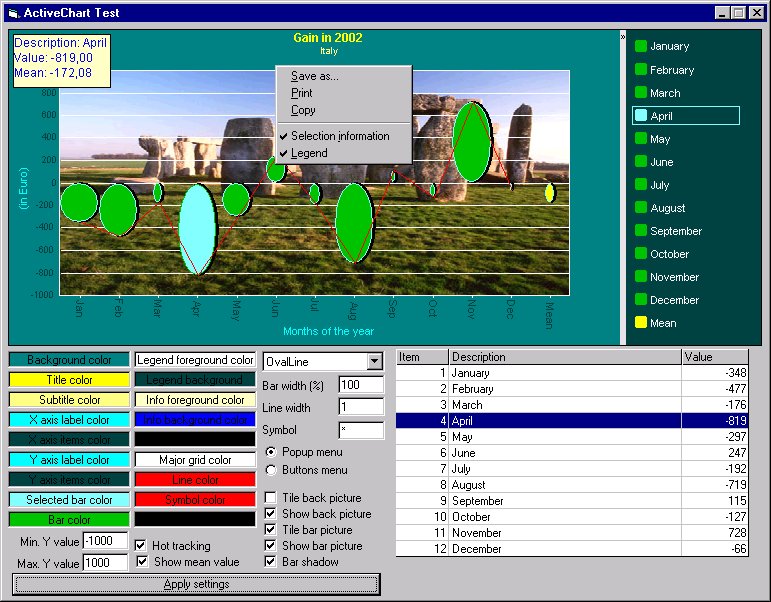 ActiveChart Test
Description: April
Value: -819,00
Mean: -172,08
Gain in 2002
Italy
»
Save as...
Print
Copy
Selection information
Legend
800
600
400
200
0
-200
-400
-600
-800
-1000
(in Euro)
Jan
Feb
Mar
Apr
May
Jun
Jul
Aug
Sep
Oct
Nov
Dec
Mean
Months of the year
January
February
March
April
May
June
July
August
September
October
November
December
Mean
Background color
Legend foreground color
Title color
Legend background
Subtitle color
Info foreground color
X axis label color
Info background color
X axis items color
Y axis label color
Major grid color
Y axis items color
Line color
Selected bar color
Symbol color
Bar color
Min. Y value -1000
Max. Y value 1000
Hot tracking
Show mean value
OvalLine
Bar width (%) 100
Line width 1
Symbol *
Popup menu
Buttons menu
Tile back picture
Show back picture
Tile bar picture
Show bar picture
Bar shadow
Apply settings
Item Description Value
1 January -348
2 February -477
3 March -176
4 April -819
5 May -297
6 June 247
7 July -192
8 August -719
9 September 115
10 October -127
11 November 728
12 December -66